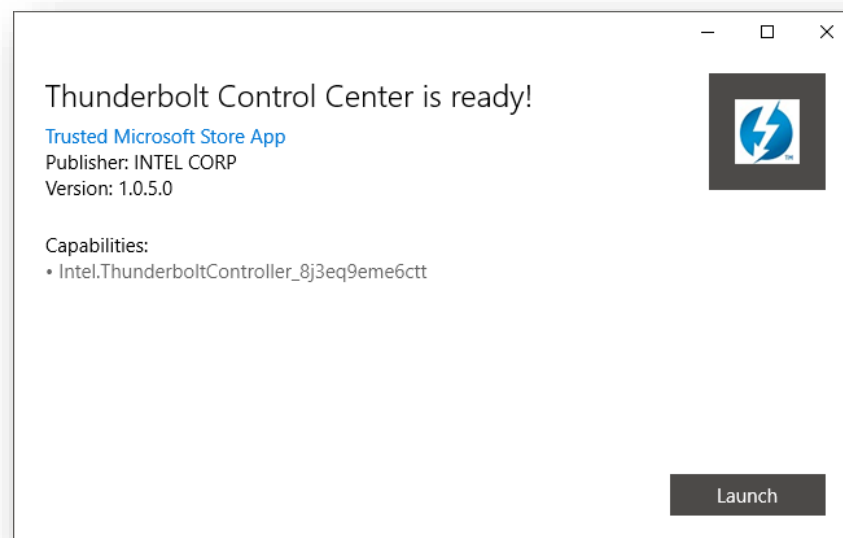 Thunderbolt Control Center is ready!
Trusted Microsoft Store App
Publisher: INTEL CORP
Version: 1.0.5.0
Capabilities:
• Intel.ThunderboltController_8j3eq9eme6ctt
TM
Launch